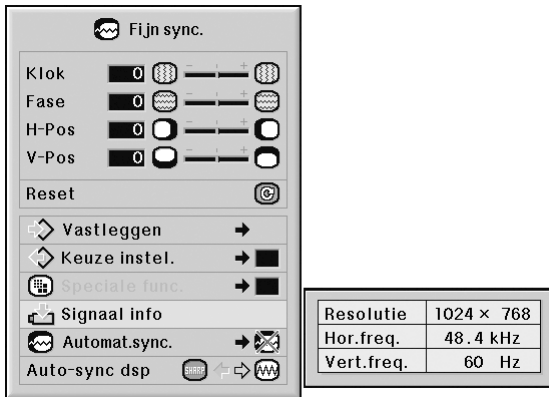 Fijn sync.
Klok 0 - +
Fase 0 - +
H-Pos 0 - +
V-Pos 0 - +
Reset
Vastleggen
Keuze instel.
Speciale func.
Signaal info
Automat.sync.
Auto-sync dsp SHARP
Resolutie 1024 × 768
Hor.freq. 48.4 kHz
Vert.freq. 60 Hz